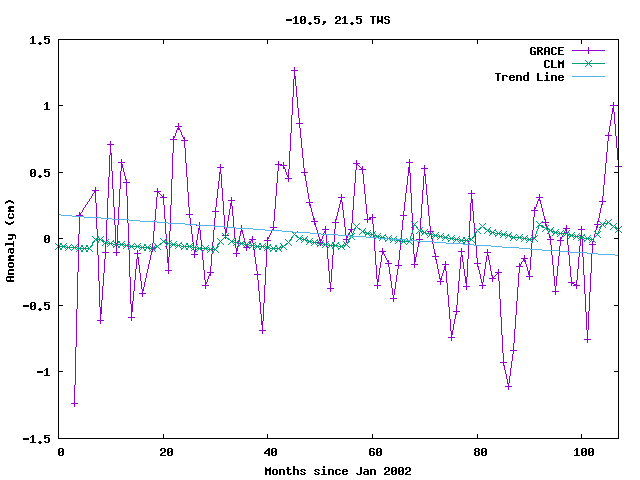 -10.5, 21.5 TWS
GRACE
CLM
Trend Line
1.5
1
0.5
0
-0.5
-1
-1.5
Anomaly (cm)
0 20 40 60 80 100
Months since Jan 2002